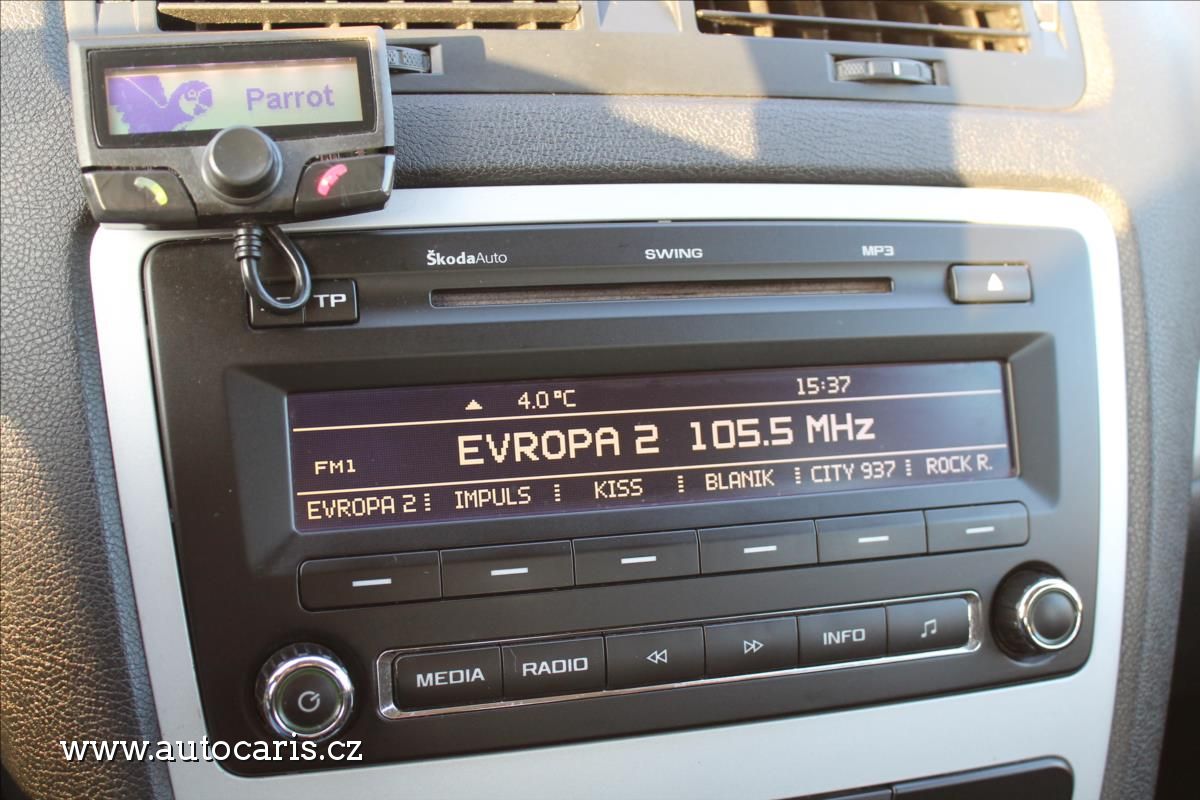 Parrot
ŠkodaAuto SWING MP3
TP
4.0 °C 15:37
FM1 EVROPA 2 105.5 MHz
EVROPA 2 IMPULS KISS BLANIK CITY 937 ROCK R.
MEDIA RADIO INFO
www.autocaris.cz